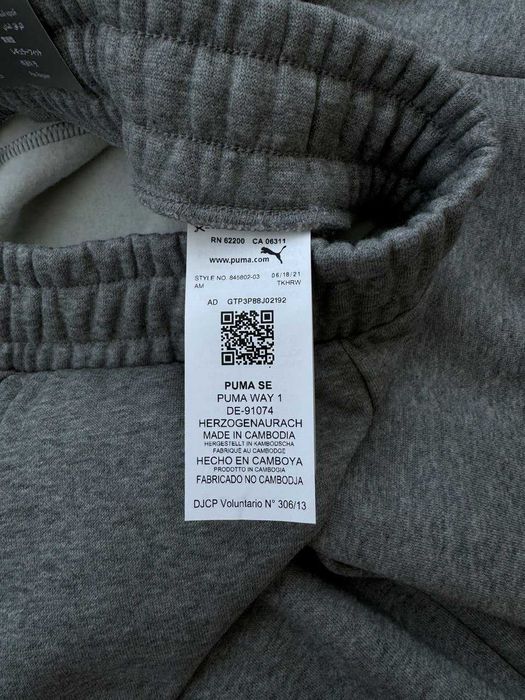 RN 62200 CA 06311
www.puma.com
STYLE NO. 845802-03 06/18/21
AM TKHRW
AD GTP3P88J02192
PUMA SE
PUMA WAY 1
DE-91074
HERZOGENAURACH
MADE IN CAMBODIA
HERGESTELLT IN KAMBODSCHA
FABRIQUÉ AU CAMBODGE
HECHO EN CAMBOYA
PRODOTTO IN CAMBOGIA
FABRICADO NO CAMBODJA
DJCP Voluntario N° 306/13